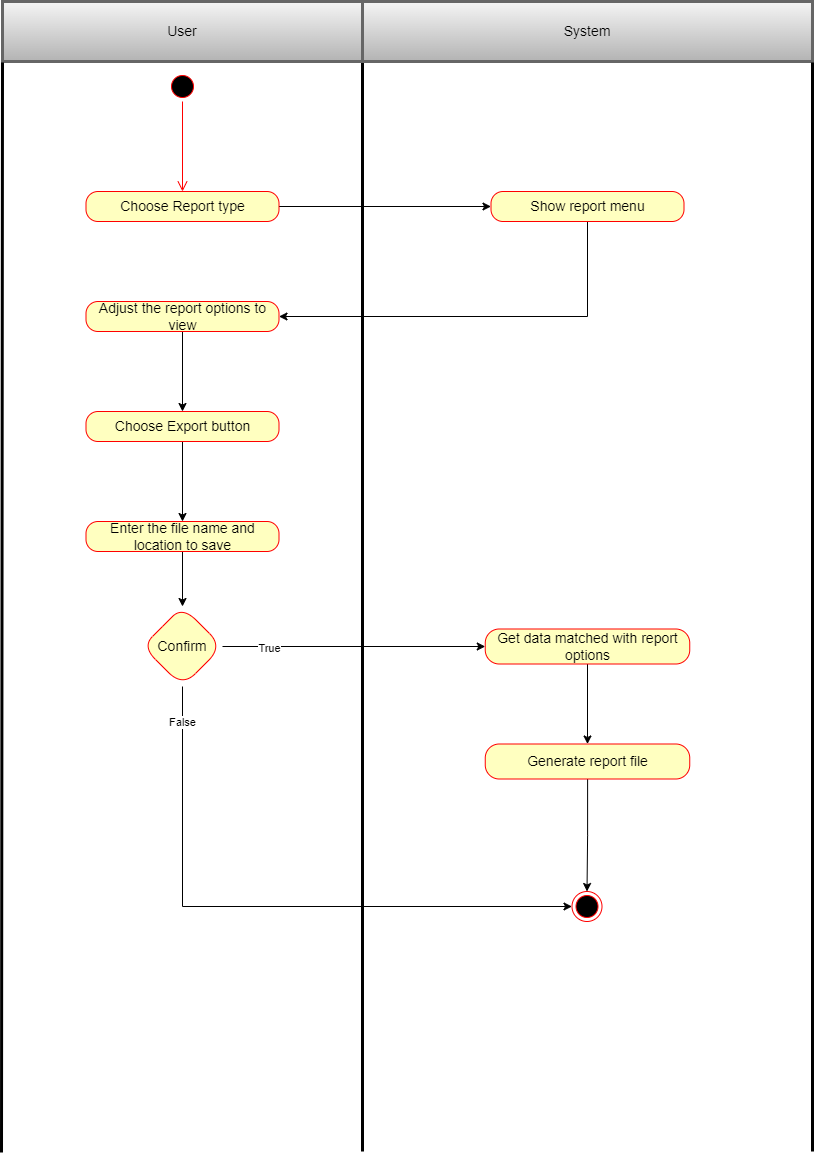 User
System
Choose Report type
Show report menu
Adjust the report options to
view
Choose Export button
Enter the file name and
location to save
Confirm
True
Get data matched with report
options
False
Generate report file